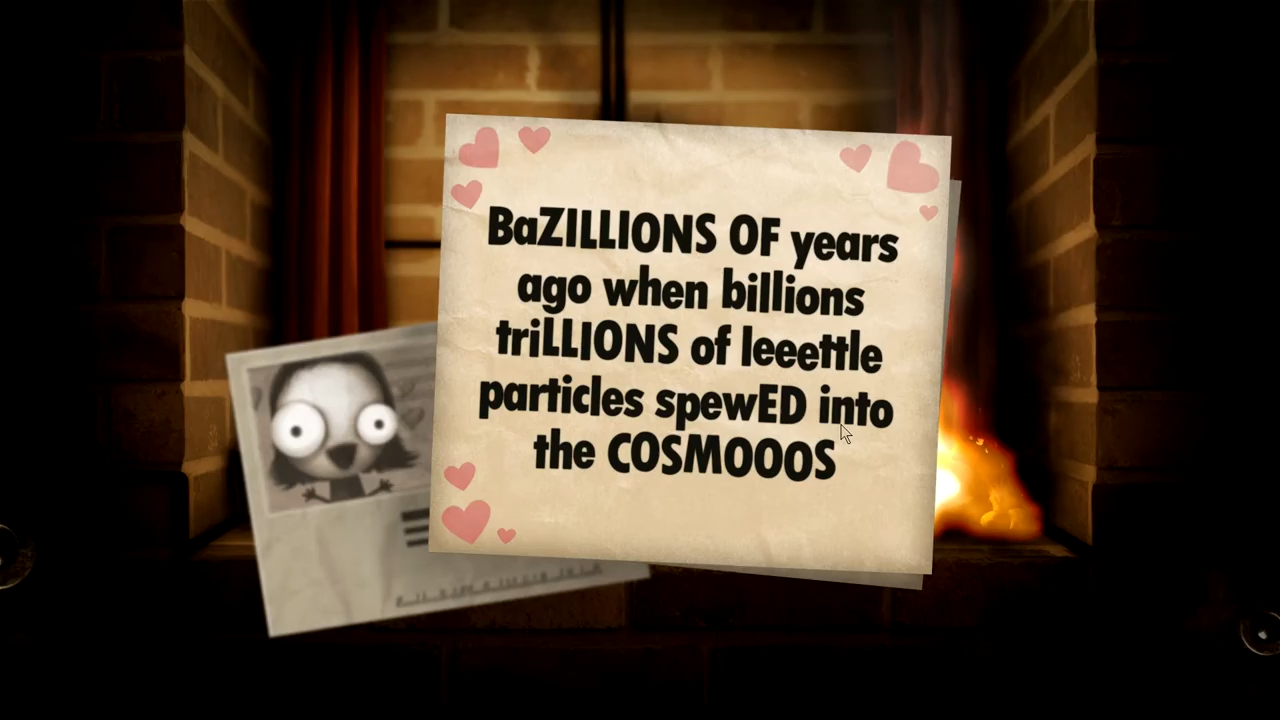 BaZILLIONS OF years
ago when billions
triLLIONS of leeettle
particles spewED into
the COSMOOOS